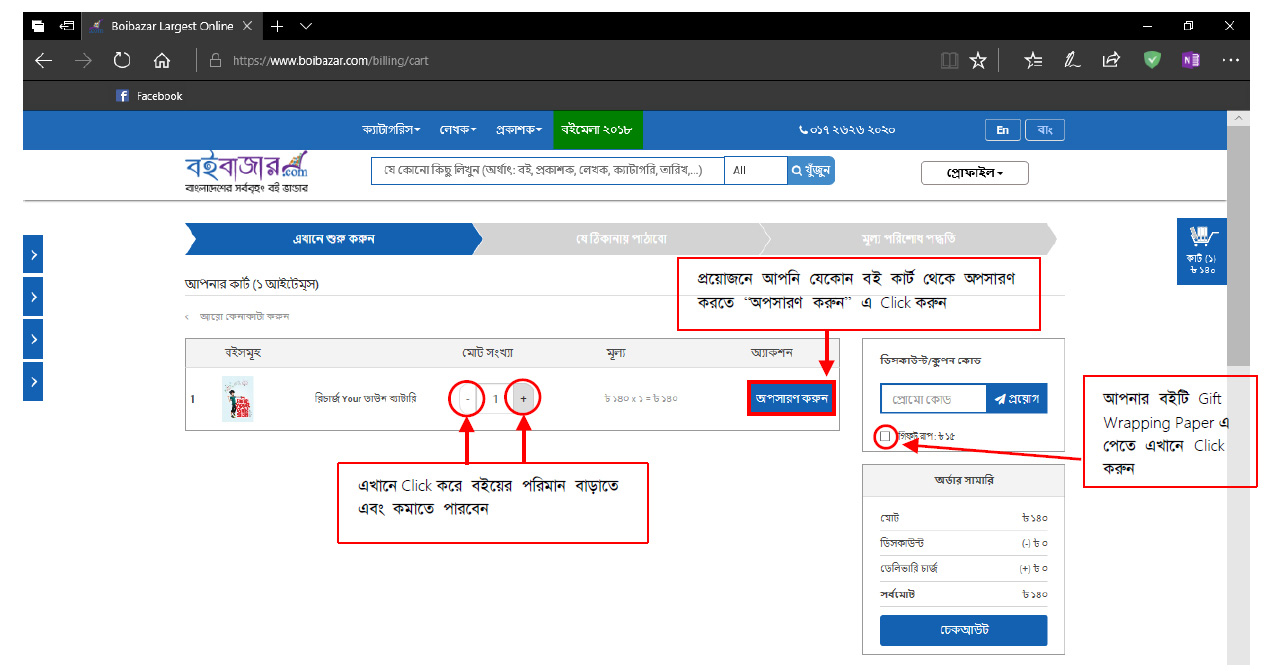 Boibazar Largest Online
https://www.boibazar.com/billing/cart
Facebook
ক্যাটাগরিস লেখক প্রকাশক বইমেলা ২০১৮ ০১৭ ২৬২৬ ২০২০ En বাং
বইবাজার.com
বাংলাদেশের সর্ববৃহৎ বই ভান্ডার
যে কোনো কিছু লিখুন (অর্থাৎ: বই, প্রকাশক, লেখক, ক্যাটাগরি, তারিখ,...) All খুঁজুন প্রোফাইল
এখানে শুরু করুন যে ঠিকানায় পাঠাবো মূল্য পরিশোধ পদ্ধতি
কার্ট (১)
৳ ১৪০
আপনার কার্ট (১ আইটেমস)
আরো কেনাকাটা করুন
প্রয়োজনে আপনি যেকোন বই কার্ট থেকে অপসারণ
করতে “অপসারণ করুন” এ Click করুন
বইসমূহ মোট সংখ্যা মূল্য অ্যাকশন
1 রিচার্জ Your ডাউন ব্যাটারি - 1 + ৳ ১৪০ x ১ = ৳ ১৪০ অপসারণ করুন
এখানে Click করে বইয়ের পরিমান বাড়াতে
এবং কমাতে পারবেন
ডিসকাউন্ট/কুপন কোড
প্রোমো কোড প্রয়োগ
গিফট র‍্যাপ: ৳ ১৫
আপনার বইটি Gift
Wrapping Paper এ
পেতে এখানে Click
করুন
অর্ডার সামারি
মোট ৳ ১৪০
ডিসকাউন্ট (-) ৳ ০
ডেলিভারি চার্জ (+) ৳ ০
সর্বমোট ৳ ১৪০
চেকআউট